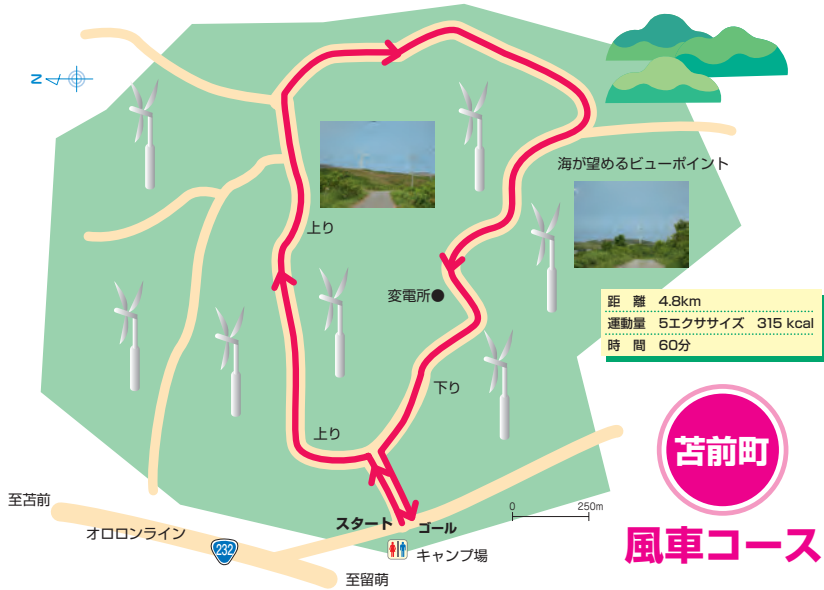 N
海が望めるビューポイント
上り
変電所
距　離　4.8km
運動量　5エクササイズ　315 kcal
時　間　60分
下り
上り
苫前町
風車コース
至苫前
オロロンライン
232
スタート
ゴール
0　250m
キャンプ場
至留萌